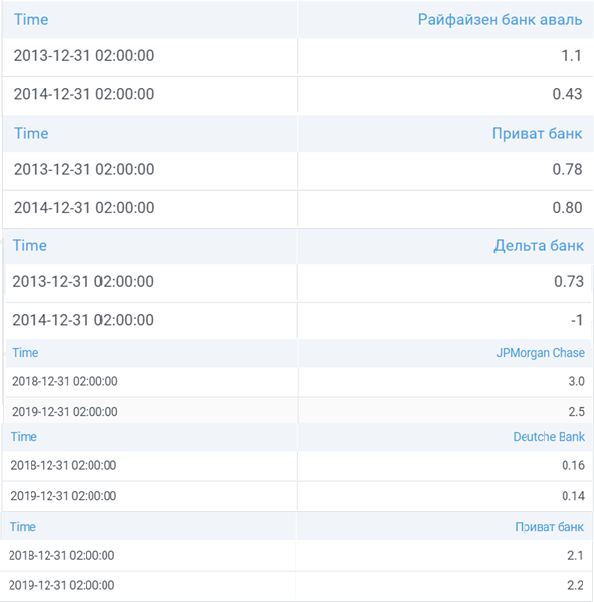 Time Райфайзен банк аваль
2013-12-31 02:00:00 1.1
2014-12-31 02:00:00 0.43
Time Приват банк
2013-12-31 02:00:00 0.78
2014-12-31 02:00:00 0.80
Time Дельта банк
2013-12-31 02:00:00 0.73
2014-12-31 02:00:00 -1
Time JPMorgan Chase
2018-12-31 02:00:00 3.0
2019-12-31 02:00:00 2.5
Time Deutche Bank
2018-12-31 02:00:00 0.16
2019-12-31 02:00:00 0.14
Time Приват банк
2018-12-31 02:00:00 2.1
2019-12-31 02:00:00 2.2